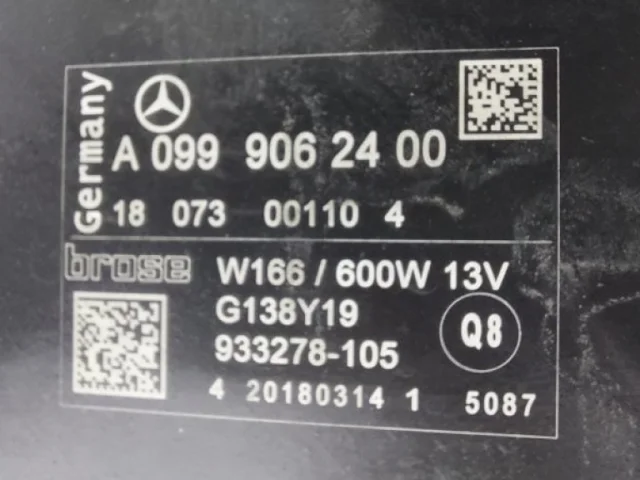 Germany
A 099 906 24 00
18 073 00110 4
brose
W166 / 600W 13V
G138Y19
933278-105
Q8
4 20180314 1 5087